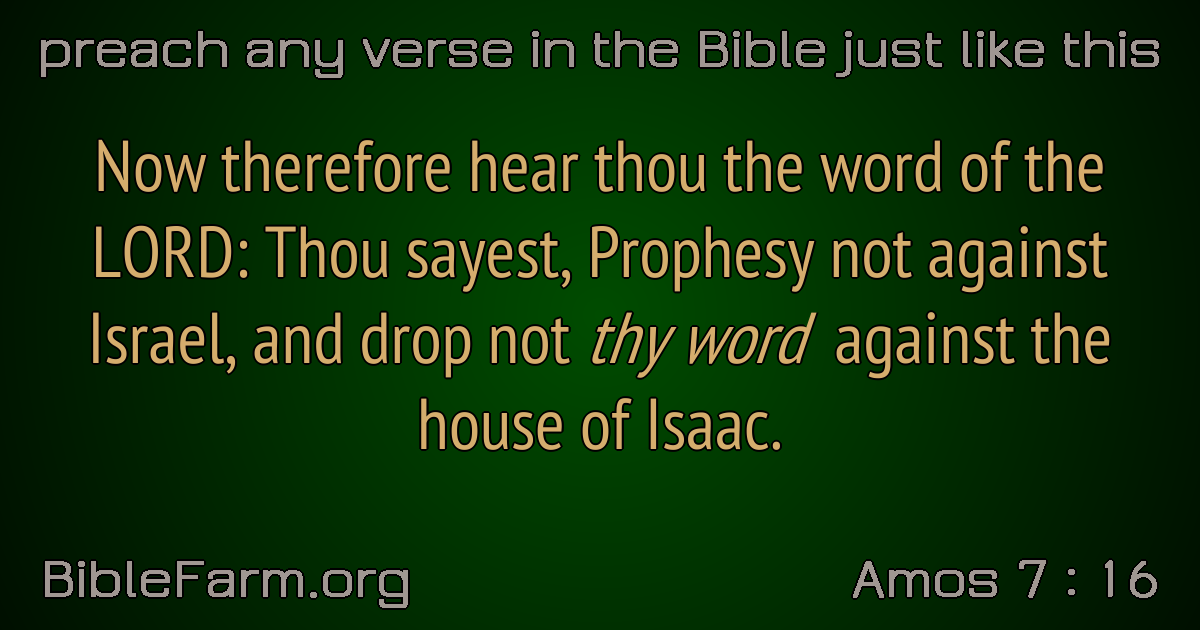 preach any verse in the Bible just like this
Now therefore hear thou the word of the
LORD: Thou sayest, Prophesy not against
Israel, and drop not thy word against the
house of Isaac.
BibleFarm.org
Amos 7 : 16